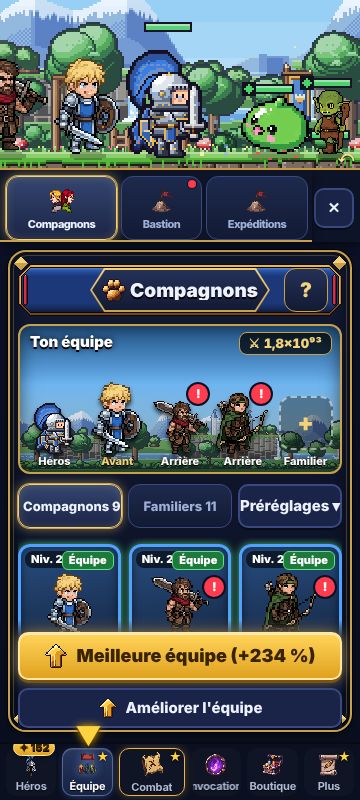 Compagnons
Bastion
Expéditions
×
Compagnons
?
Ton équipe
1,8×10⁹³
!
!
+
Héros
Avant
Arrière
Arrière
Familier
Compagnons 9
Familiers 11
Préréglages ▾
Niv. 2
Équipe
Niv. 2
Équipe
Niv. 2
Équipe
!
!
Meilleure équipe (+234 %)
Améliorer l'équipe
182
Héros
Équipe
Combat
nvocation
Boutique
Plus